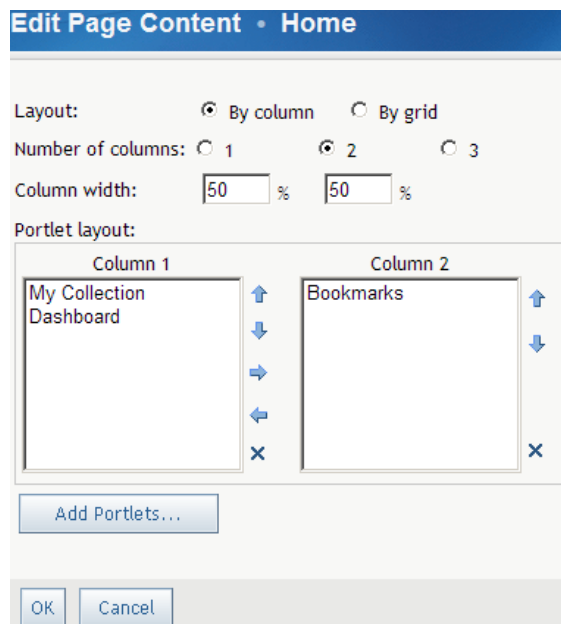 Edit Page Content • Home
Layout: By column By grid
Number of columns: 1 2 3
Column width: 50 % 50 %
Portlet layout:
Column 1 Column 2
My Collection Bookmarks
Dashboard
Add Portlets...
OK Cancel